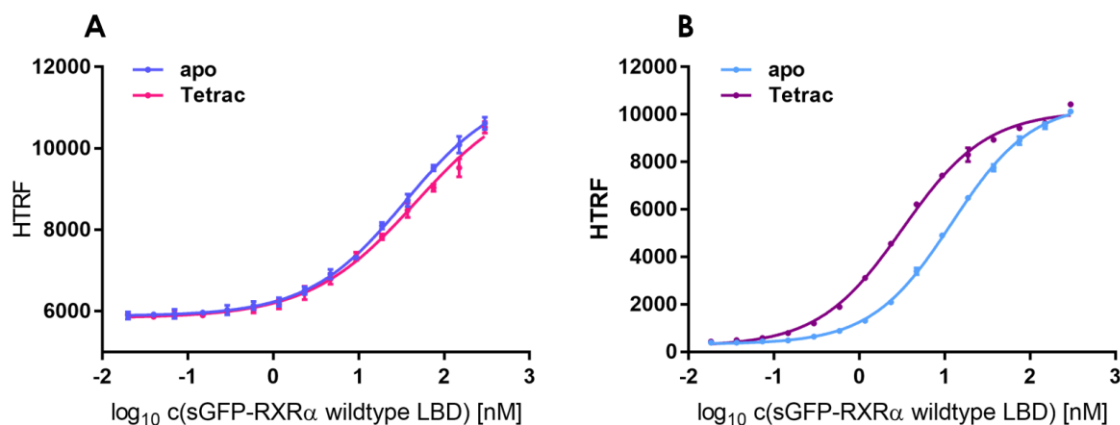 A
apo
Tetrac
12000
10000
8000
6000
HTRF
-2
-1
0
1
2
3
log10 c(sGFP-RXRα wildtype LBD) [nM]
B
apo
Tetrac
12000
10000
8000
6000
4000
2000
0
HTRF
-2
-1
0
1
2
3
log10 c(sGFP-RXRα wildtype LBD) [nM]